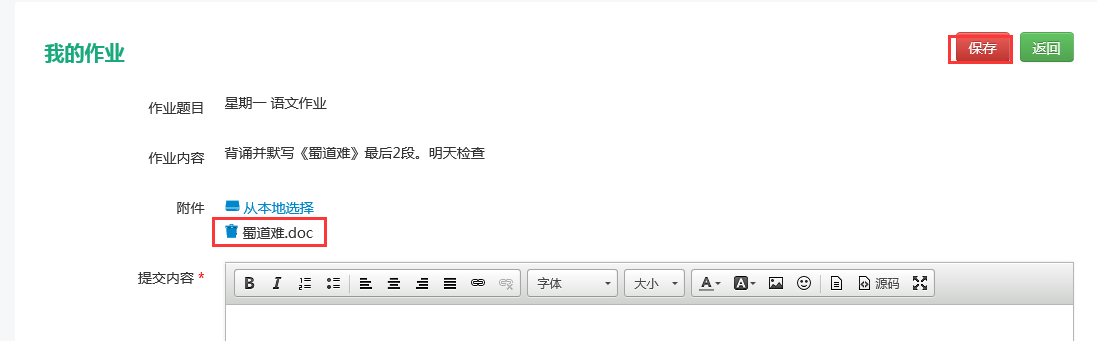 我的作业
保存 返回
作业题目 星期一 语文作业
作业内容 背诵并默写《蜀道难》最后2段。明天检查
附件 从本地选择
蜀道难.doc
提交内容 *
B I 字体 大小 A A 源码